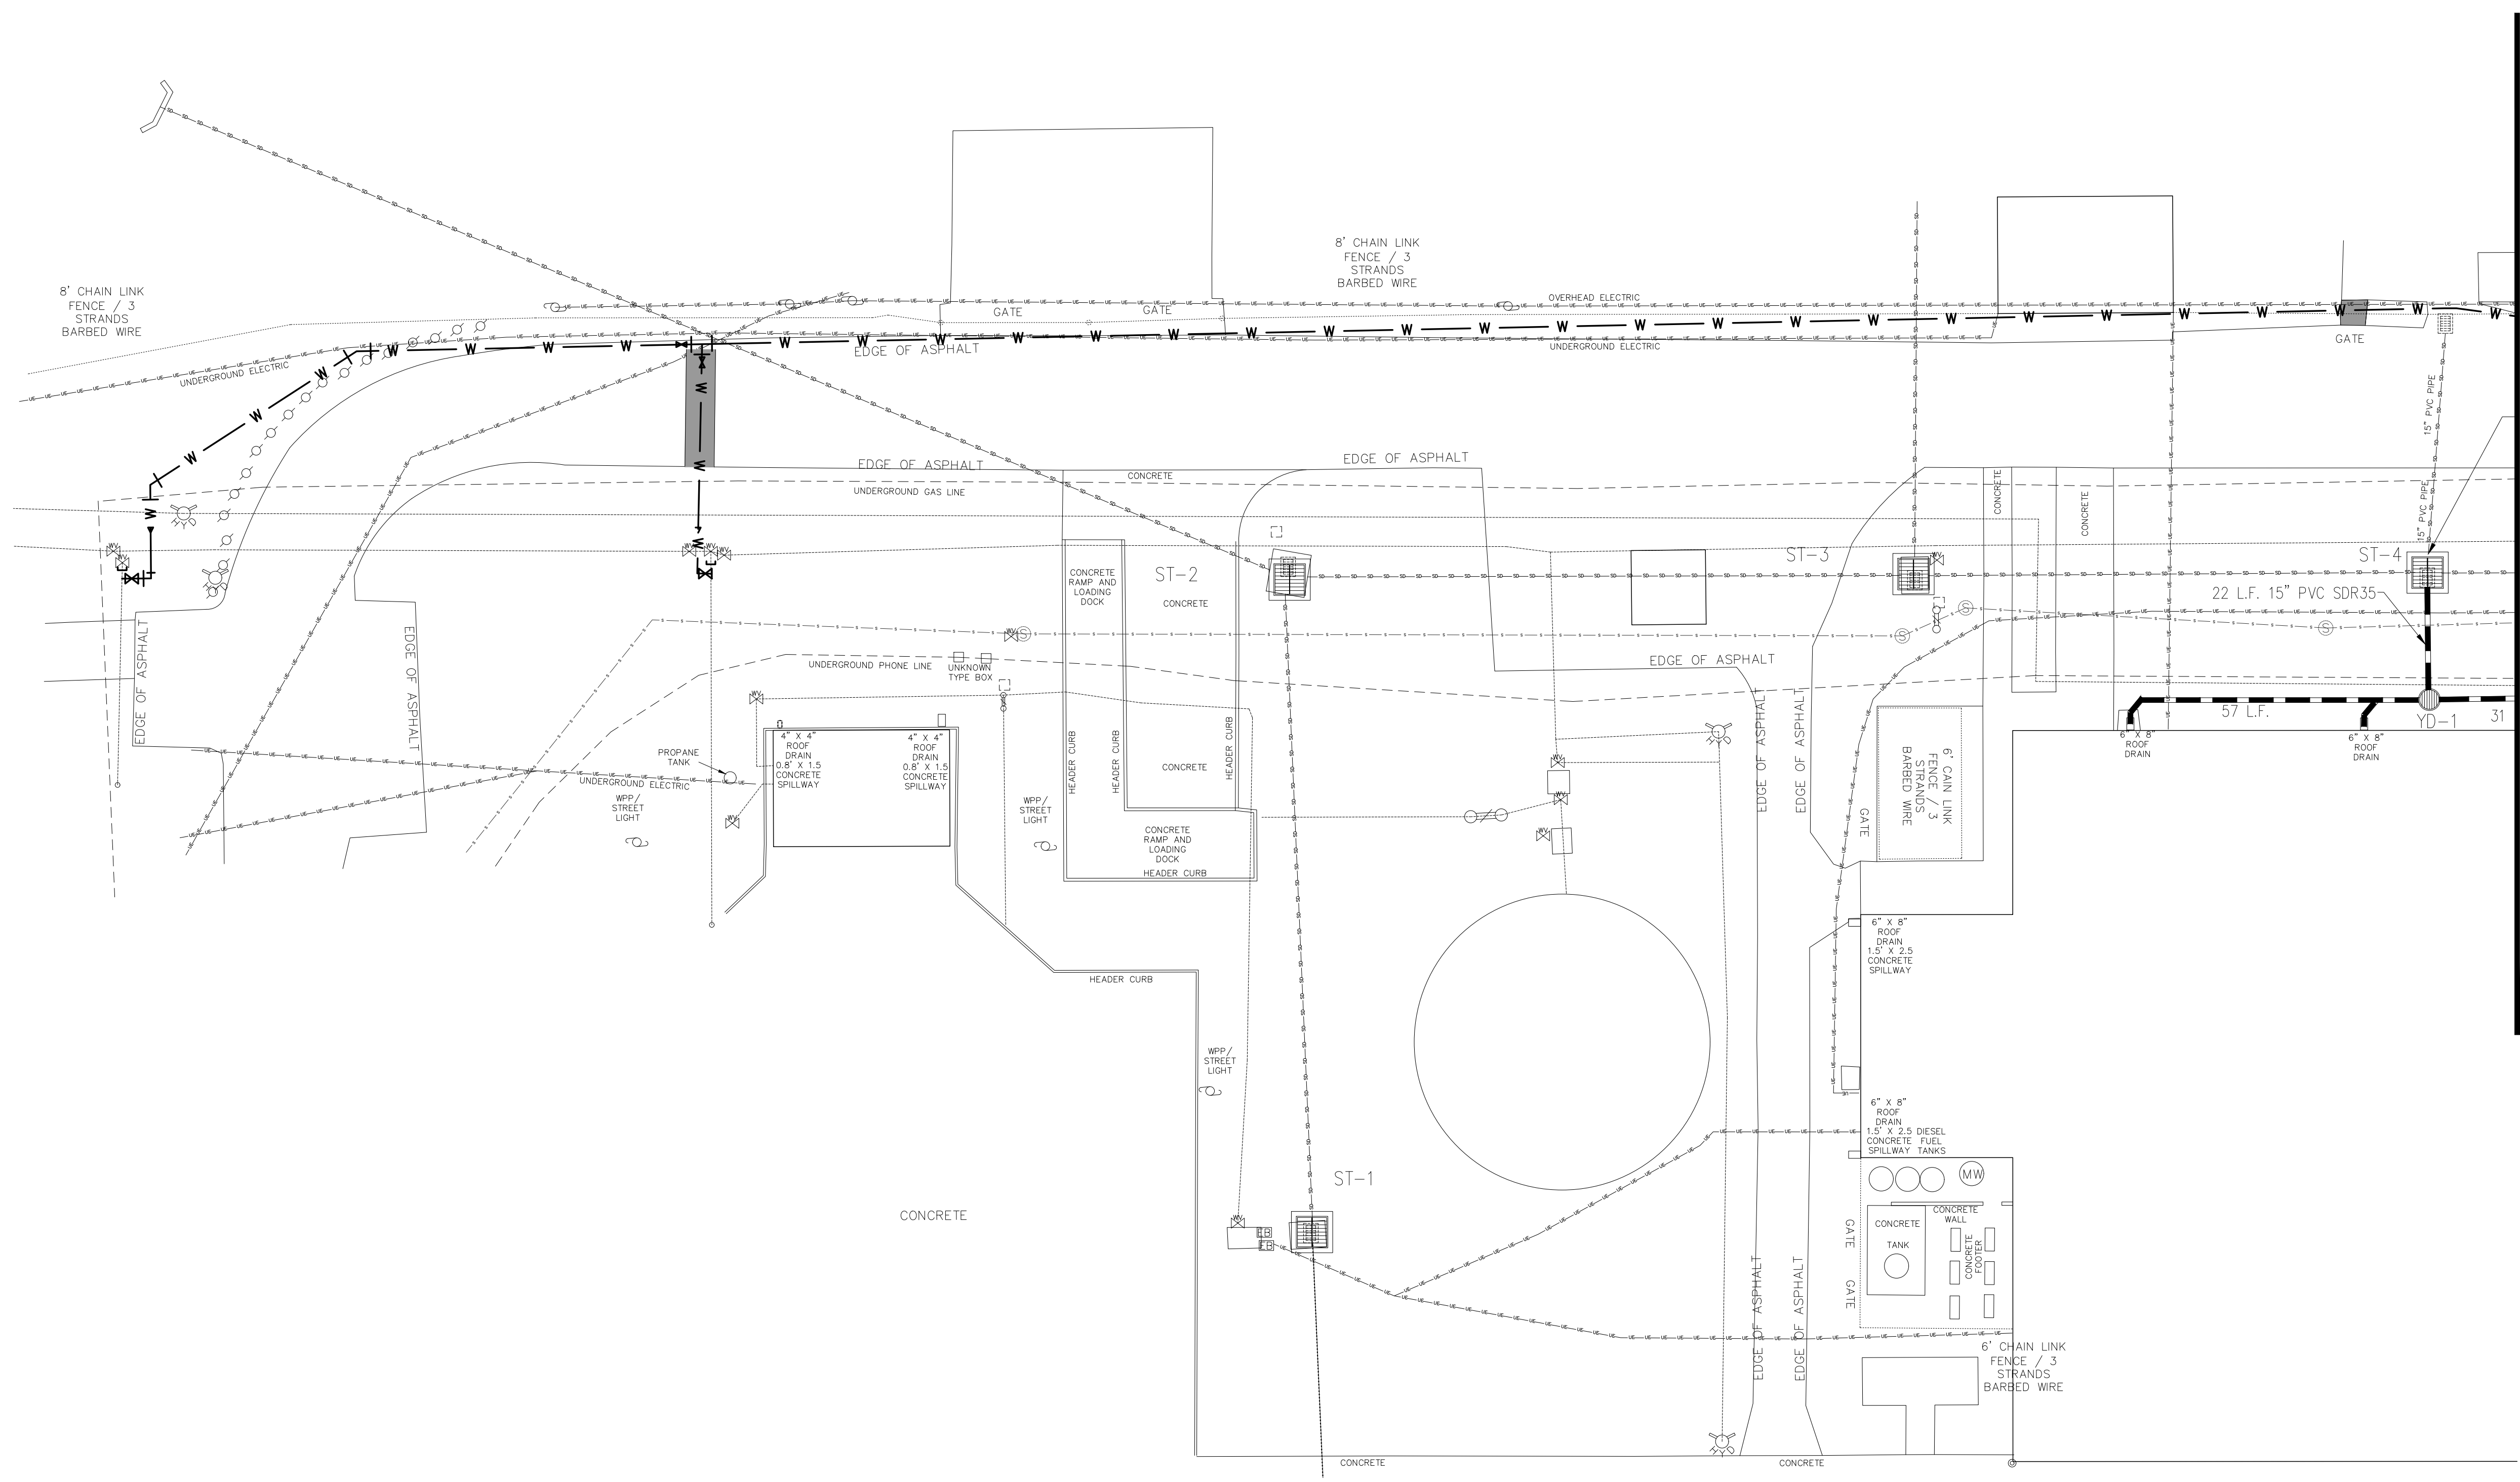 8' CHAIN LINK
FENCE / 3
STRANDS
BARBED WIRE
8' CHAIN LINK
FENCE / 3
STRANDS
BARBED WIRE
GATE
GATE
OVERHEAD ELECTRIC
UNDERGROUND ELECTRIC
EDGE OF ASPHALT
UNDERGROUND ELECTRIC
GATE
15" PVC PIPE
15" PVC PIPE
EDGE OF ASPHALT
CONCRETE
EDGE OF ASPHALT
UNDERGROUND GAS LINE
CONCRETE
CONCRETE
CONCRETE
RAMP AND
LOADING
DOCK
ST-2
CONCRETE
ST-3
ST-4
22 L.F. 15" PVC SDR35
EDGE OF ASPHALT
EDGE OF ASPHALT
UNDERGROUND PHONE LINE
UNKNOWN
TYPE BOX
EDGE OF ASPHALT
57 L.F.
YD-1
31
6" X 8"
ROOF
DRAIN
6" X 8"
ROOF
DRAIN
PROPANE
TANK
4" X 4"
ROOF
DRAIN
0.8' X 1.5
CONCRETE
SPILLWAY
4" X 4"
ROOF
DRAIN
0.8' X 1.5
CONCRETE
SPILLWAY
UNDERGROUND ELECTRIC
HEADER CURB
HEADER CURB
CONCRETE
HEADER CURB
EDGE OF ASPHALT
EDGE OF ASPHALT
6' CAIN LINK
FENCE / 3
STRANDS
BARBED WIRE
GATE
WPP/
STREET
LIGHT
WPP/
STREET
LIGHT
CONCRETE
RAMP AND
LOADING
DOCK
HEADER CURB
6" X 8"
ROOF
DRAIN
1.5' X 2.5
CONCRETE
SPILLWAY
HEADER CURB
WPP/
STREET
LIGHT
6" X 8"
ROOF
DRAIN
1.5' X 2.5 DIESEL
CONCRETE FUEL
SPILLWAY TANKS
ST-1
MW
CONCRETE
CONCRETE
WALL
CONCRETE
TANK
CONCRETE
FOOTER
GATE
GATE
EB
EB
EDGE OF ASPHALT
EDGE OF ASPHALT
6' CHAIN LINK
FENCE / 3
STRANDS
BARBED WIRE
CONCRETE
CONCRETE